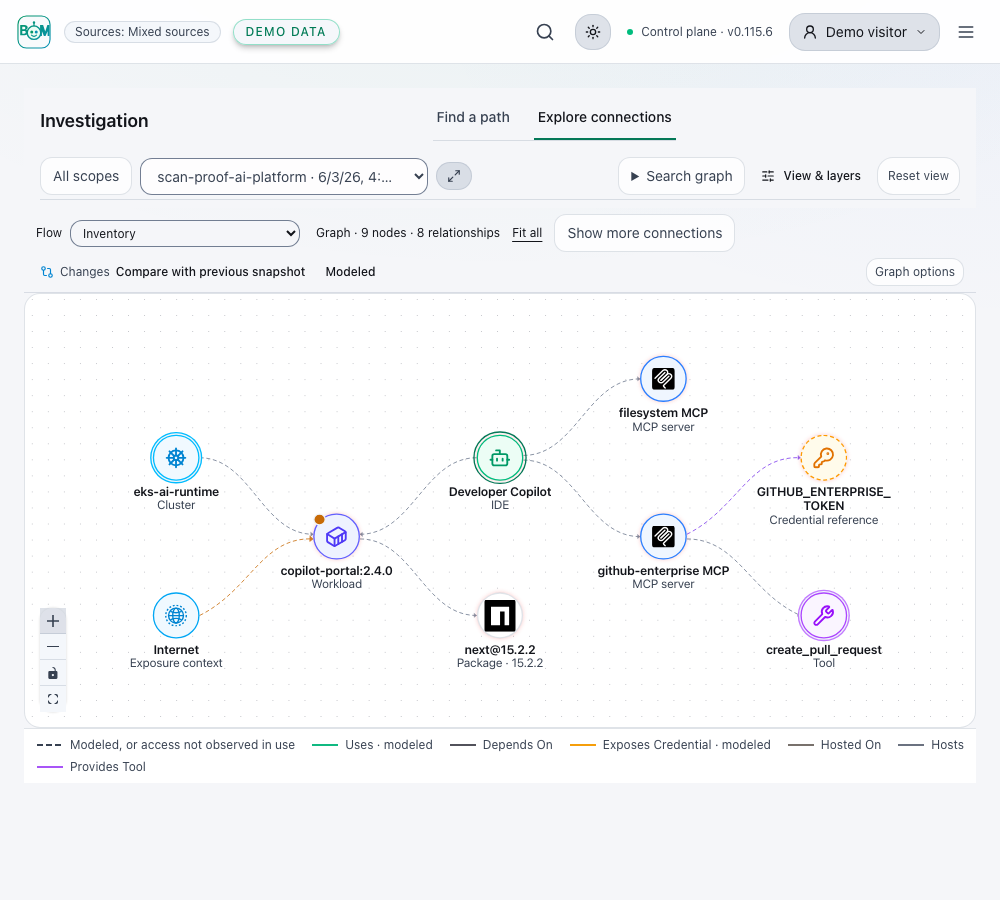 BOM
Sources: Mixed sources
DEMO DATA
Control plane · v0.115.6
Demo visitor
Investigation
Find a path
Explore connections
All scopes
scan-proof-ai-platform · 6/3/26, 4:...
Search graph
View & layers
Reset view
Flow
Inventory
Graph · 9 nodes · 8 relationships
Fit all
Show more connections
Changes
Compare with previous snapshot
Modeled
Graph options
filesystem MCP
MCP server
eks-ai-runtime
Cluster
Developer Copilot
IDE
GITHUB_ENTERPRISE_
TOKEN
Credential reference
copilot-portal:2.4.0
Workload
github-enterprise MCP
MCP server
Internet
Exposure context
next@15.2.2
Package · 15.2.2
create_pull_request
Tool
Modeled, or access not observed in use
Uses · modeled
Depends On
Exposes Credential · modeled
Hosted On
Hosts
Provides Tool